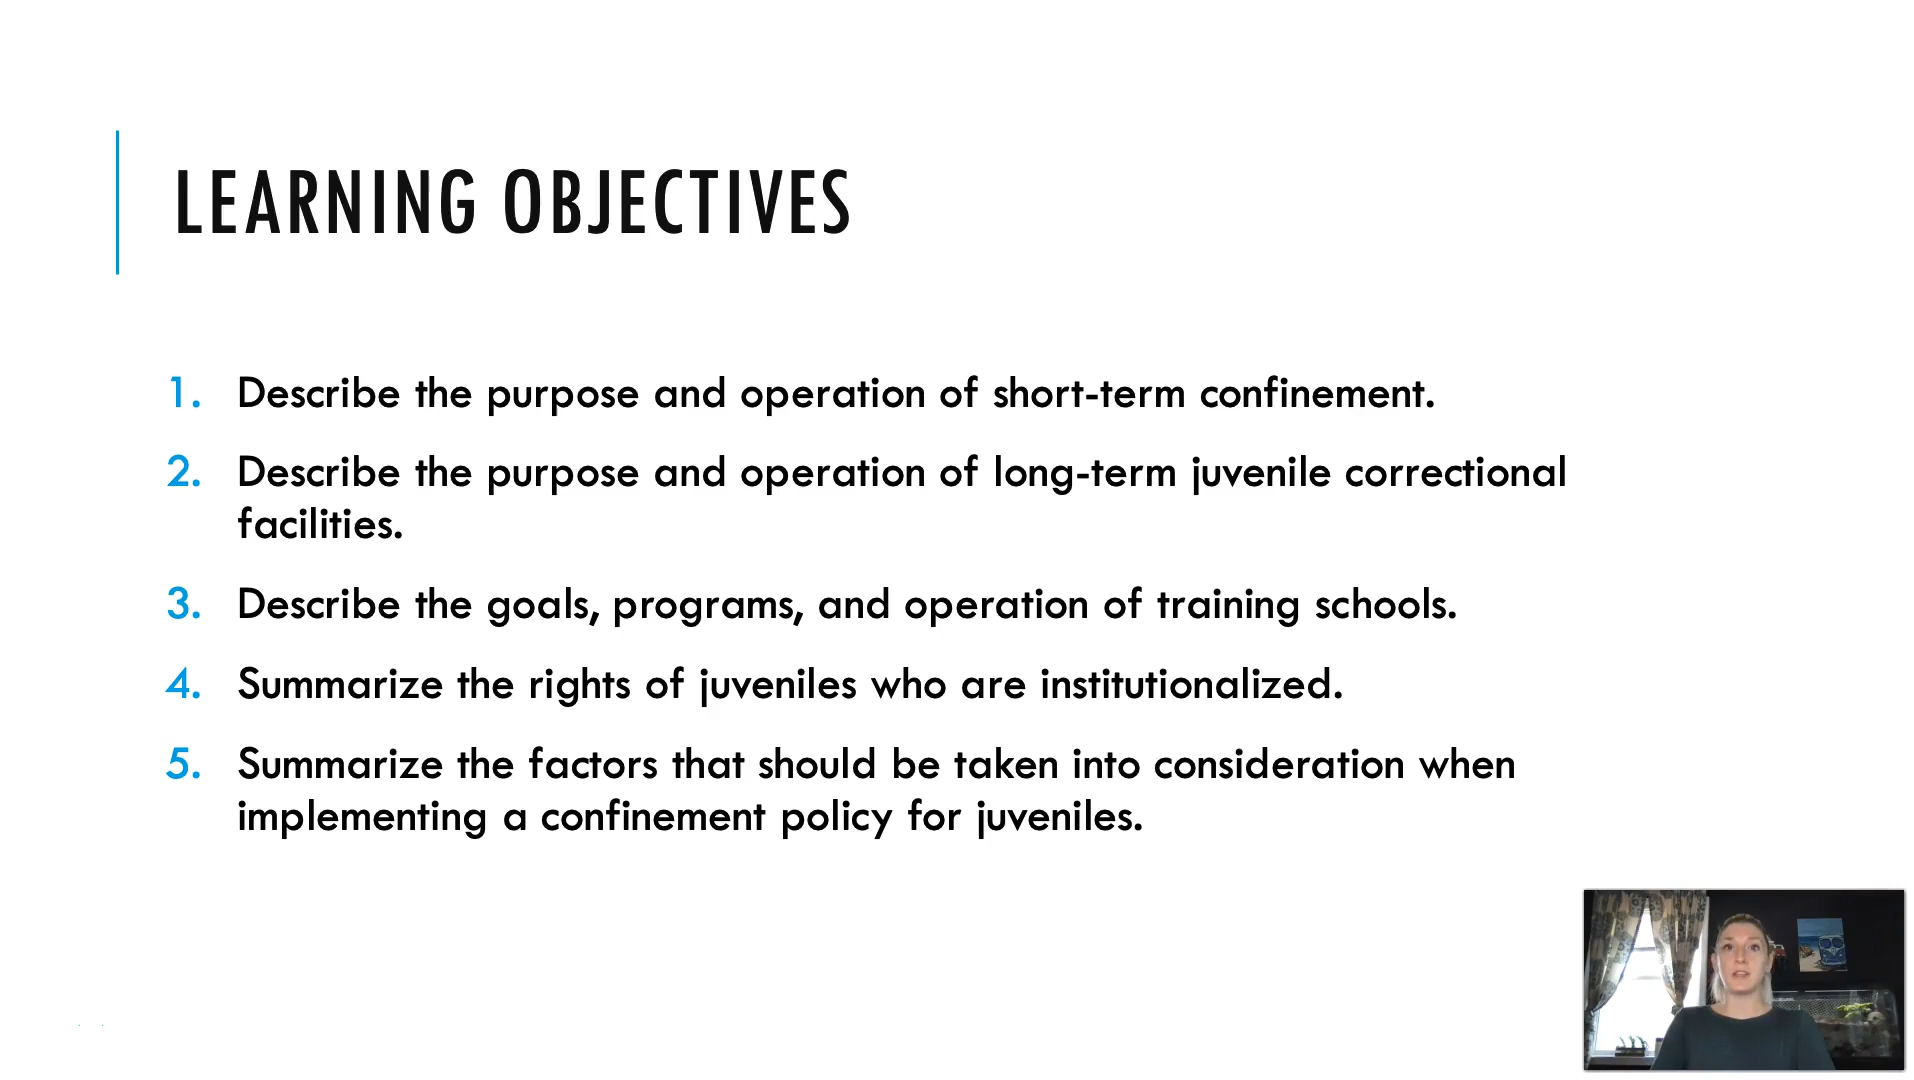 LEARNING OBJECTIVES
1. Describe the purpose and operation of short-term confinement.
2. Describe the purpose and operation of long-term juvenile correctional
facilities.
3. Describe the goals, programs, and operation of training schools.
4. Summarize the rights of juveniles who are institutionalized.
5. Summarize the factors that should be taken into consideration when
implementing a confinement policy for juveniles.